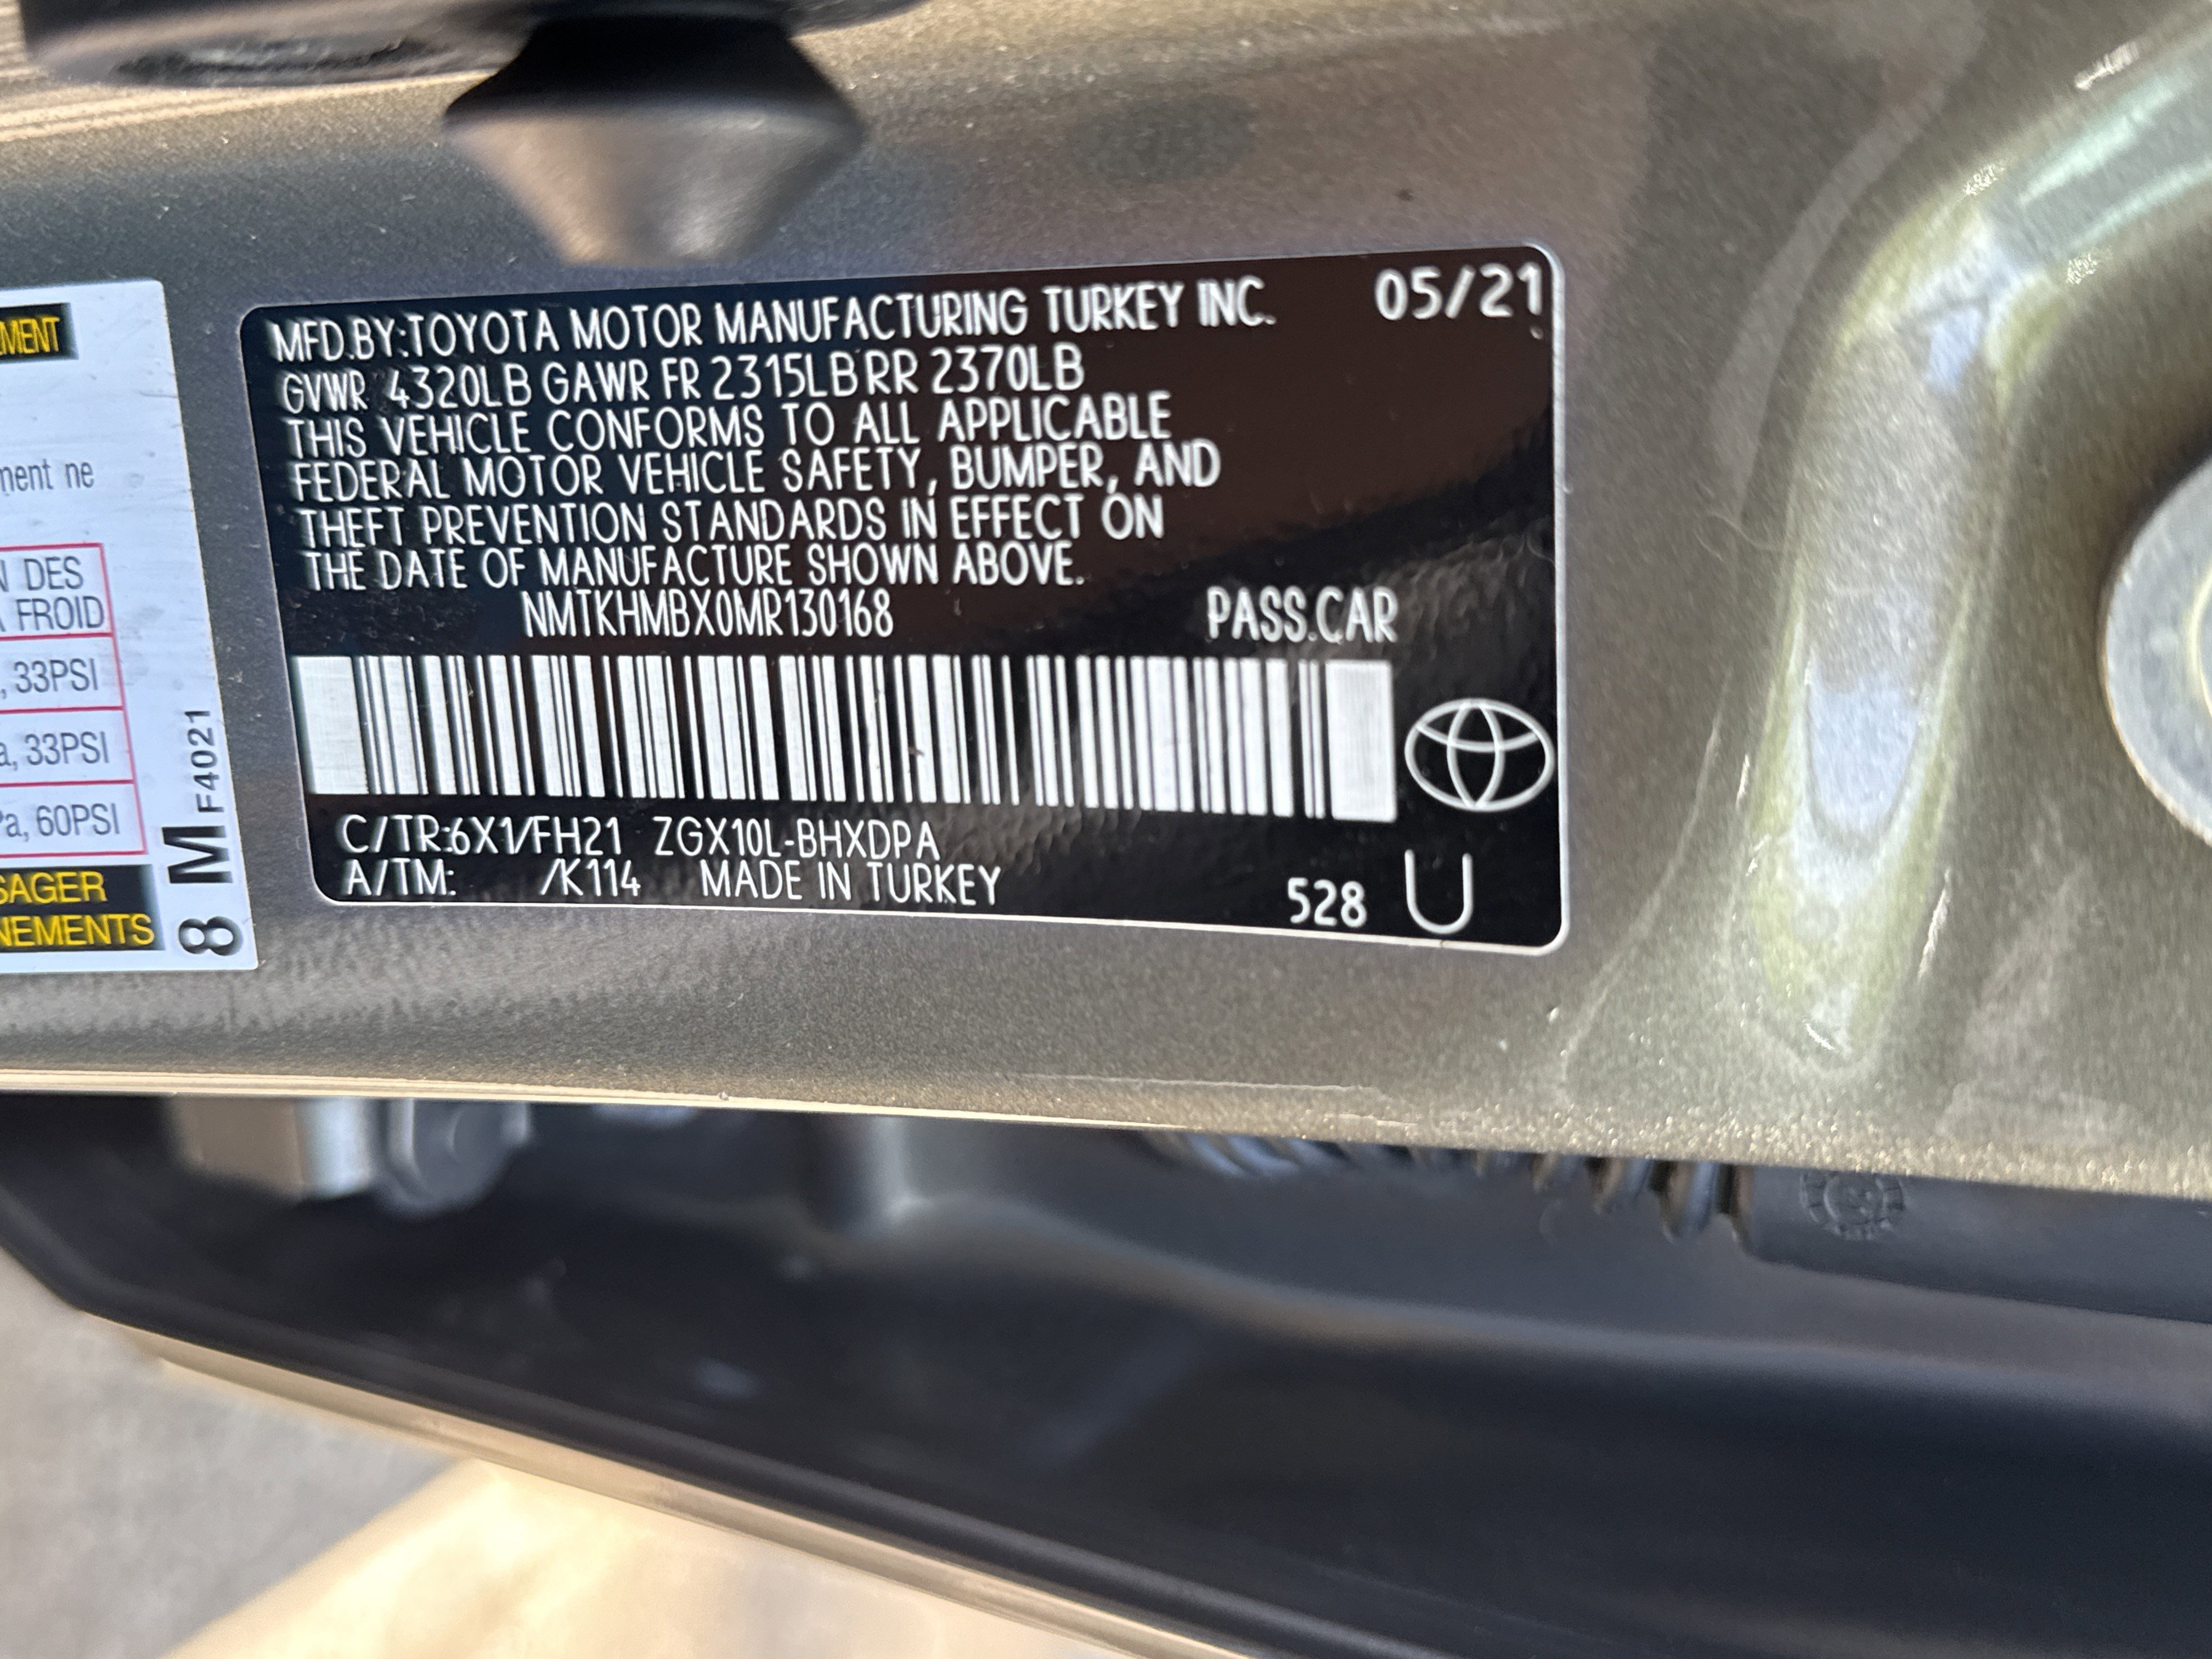 MENT
ment ne
N DES
FROID
, 33PSI
a, 33PSI
Pa, 60PSI
SAGER
NEMENTS
8 M F4021
MFD.BY:TOYOTA MOTOR MANUFACTURING TURKEY INC. 05/21
GVWR 4320LB GAWR FR 2315LB RR 2370LB
THIS VEHICLE CONFORMS TO ALL APPLICABLE
FEDERAL MOTOR VEHICLE SAFETY, BUMPER, AND
THEFT PREVENTION STANDARDS IN EFFECT ON
THE DATE OF MANUFACTURE SHOWN ABOVE.
NMTKHMBX0MR130168 PASS.CAR
C/TR:6X1/FH21 ZGX10L-BHXDPA
A/TM: /K114 MADE IN TURKEY
528 U